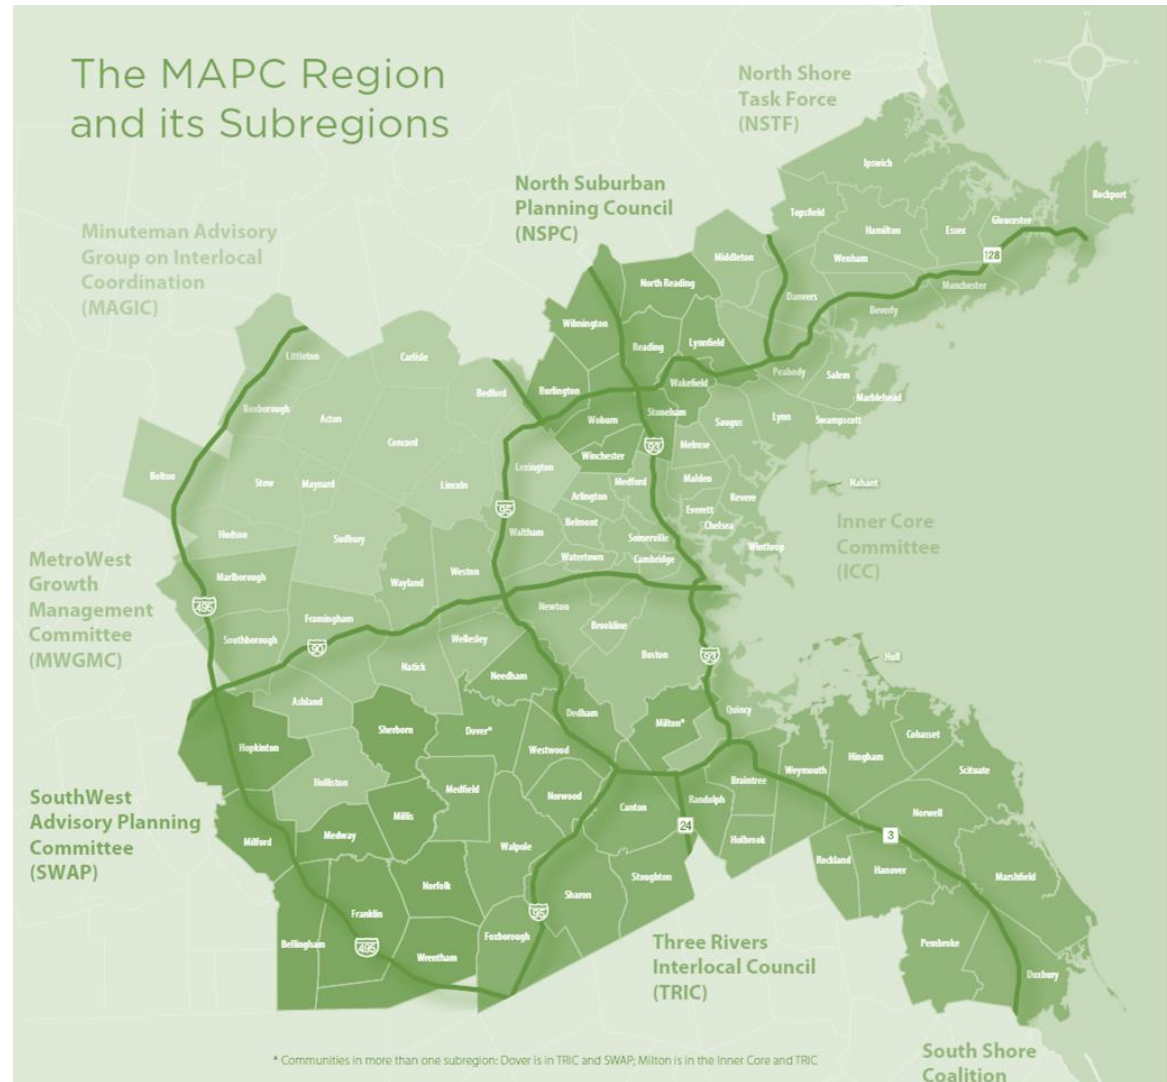 The MAPC Region
and its Subregions
North Shore
Task Force
(NSTF)
North Suburban
Planning Council
(NSPC)
Minuteman Advisory
Group on Interlocal
Coordination
(MAGIC)
MetroWest
Growth
Management
Committee
(MWGMC)
SouthWest
Advisory Planning
Committee
(SWAP)
Inner Core
Committee
(ICC)
Three Rivers
Interlocal Council
(TRIC)
South Shore
Coalition
Ipswich
Rockport
Topsfield
Gloucester
Hamilton
Essex
Middleton
Wenham
128
North Reading
Manchester
Danvers
Beverly
Wilmington
Reading
Lynnfield
Littleton
Carlisle
Peabody
Salem
Bedford
Burlington
Wakefield
Marblehead
Boxborough
Acton
Woburn
Stoneham
Saugus
Lynn
Swampscott
Concord
93
Melrose
Winchester
Lexington
Bolton
Stow
Maynard
Lincoln
Arlington
Medford
Malden
Nahant
Revere
95
Everett
Belmont
Chelsea
Hudson
Sudbury
Waltham
Somerville
Winthrop
Watertown
Cambridge
Marlborough
Wayland
Weston
495
Framingham
Newton
Brookline
Southborough
90
Wellesley
Boston
93
Hull
Natick
Needham
Ashland
Dedham
Quincy
Milton*
Sherborn
Dover*
Cohasset
Hopkinton
Westwood
Hingham
Weymouth
Scituate
Holliston
Braintree
Medfield
Norwood
Randolph
Canton
Norwell
Millis
24
Medway
Milford
Holbrook
3
Walpole
Rockland
Hanover
Stoughton
Marshfield
Norfolk
Sharon
Franklin
95
Foxborough
Bellingham
495
Wrentham
Pembroke
Duxbury
* Communities in more than one subregion: Dover is in TRIC and SWAP; Milton is in the Inner Core and TRIC